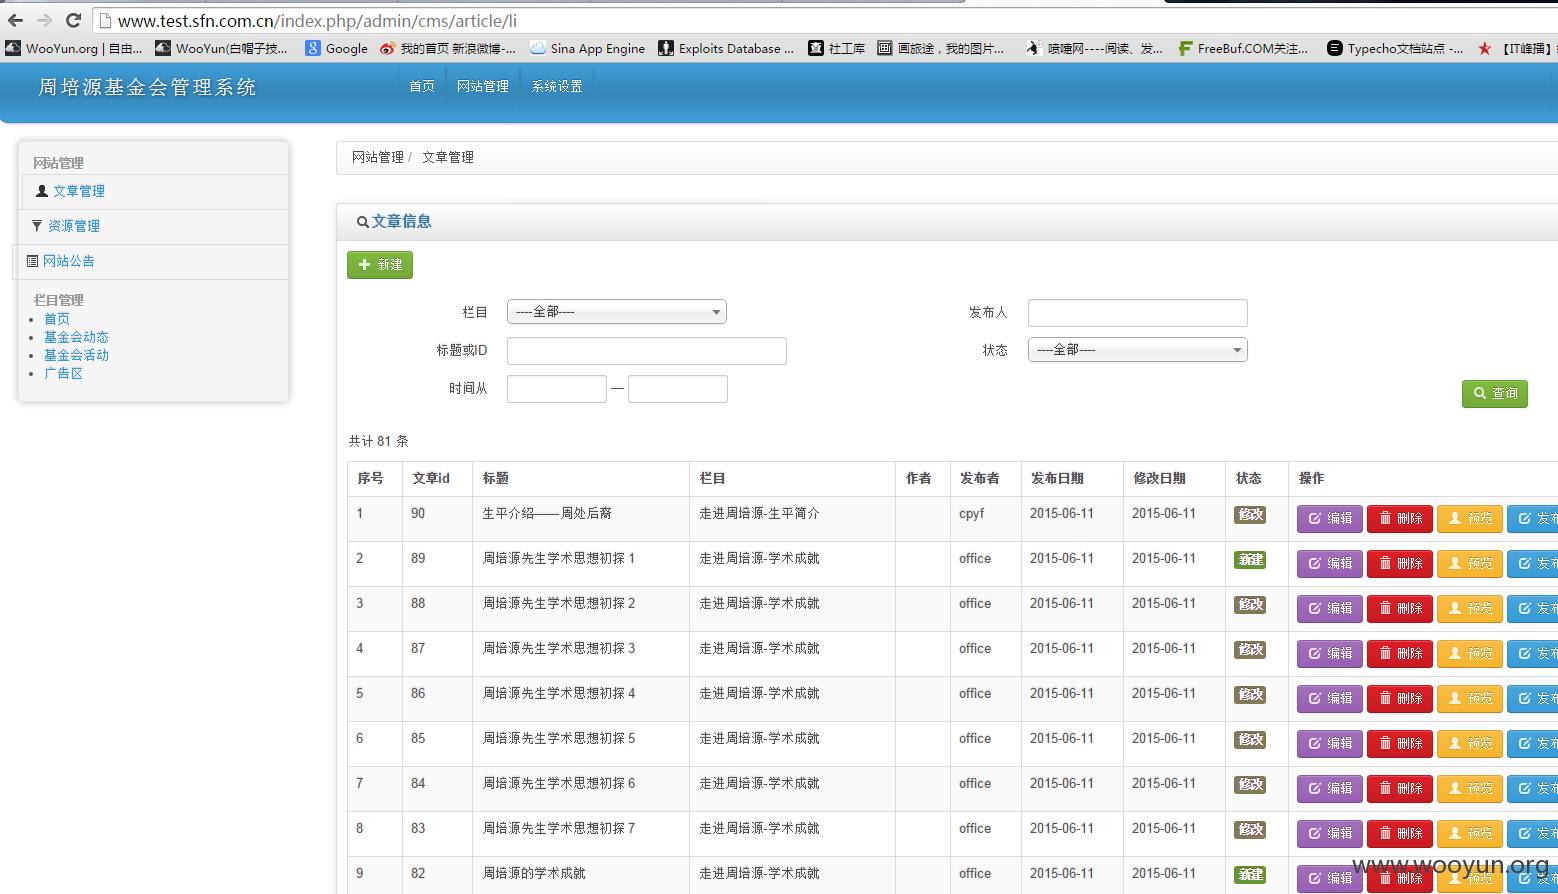 www.test.sfn.com.cn/index.php/admin/cms/article/li
WooYun.org | 自由... WooYun(白帽子技... Google 我的首页 新浪微博-... Sina App Engine Exploits Database ... 社工库 画旅途，我的图片... 嘶吼网----阅读、发... FreeBuf.COM关注... Typecho文档站点 -... 【IT峰播】
周培源基金会管理系统 首页 网站管理 系统设置
网站管理
文章管理
资源管理
网站公告
栏目管理
首页
基金会动态
基金会活动
广告区
网站管理 / 文章管理
文章信息
新建
栏目 ----全部---- 发布人
标题或ID 状态 ----全部----
时间从 —
查询
共计 81 条
序号 文章id 标题 栏目 作者 发布者 发布日期 修改日期 状态 操作
1 90 生平介绍——周处后裔 走进周培源-生平简介 cpyf 2015-06-11 2015-06-11 修改 编辑 删除 预览 发布
2 89 周培源先生学术思想初探 1 走进周培源-学术成就 office 2015-06-11 2015-06-11 新建 编辑 删除 预览 发布
3 88 周培源先生学术思想初探 2 走进周培源-学术成就 office 2015-06-11 2015-06-11 修改 编辑 删除 预览 发布
4 87 周培源先生学术思想初探 3 走进周培源-学术成就 office 2015-06-11 2015-06-11 修改 编辑 删除 预览 发布
5 86 周培源先生学术思想初探 4 走进周培源-学术成就 office 2015-06-11 2015-06-11 修改 编辑 删除 预览 发布
6 85 周培源先生学术思想初探 5 走进周培源-学术成就 office 2015-06-11 2015-06-11 修改 编辑 删除 预览 发布
7 84 周培源先生学术思想初探 6 走进周培源-学术成就 office 2015-06-11 2015-06-11 修改 编辑 删除 预览 发布
8 83 周培源先生学术思想初探 7 走进周培源-学术成就 office 2015-06-11 2015-06-11 修改 编辑 删除 预览 发布
9 82 周培源的学术成就 走进周培源-学术成就 office 2015-06-11 2015-06-11 新建 编辑 删除 预览
www.wooyun.org